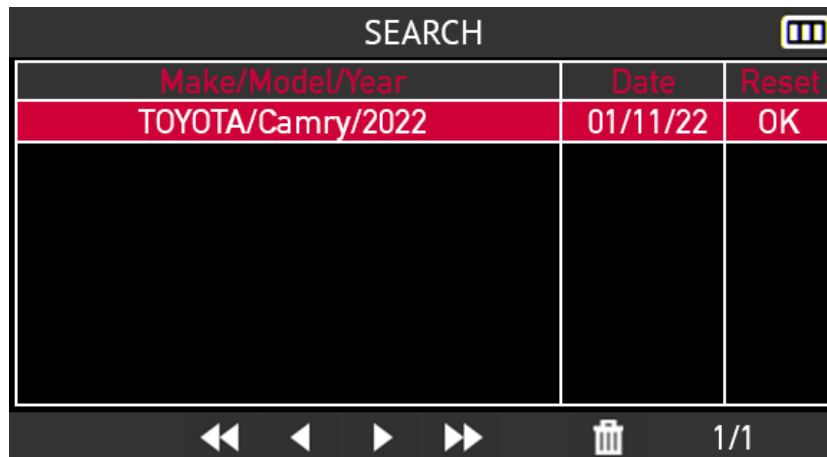 SEARCH
Make/Model/Year Date Reset
TOYOTA/Camry/2022 01/11/22 OK
1/1